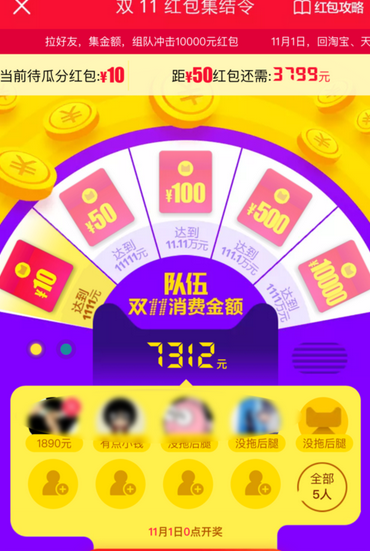 双 11 红包集结令
红包攻略
拉好友，集金额，组队冲击10000元红包
11月1日，回淘宝、天
当前待瓜分红包:¥10
距¥50红包还需:3799元
¥10
达到
1111元
¥50
达到
11111元
¥100
达到
11.11万元
¥500
达到
111.1万元
¥10000
达到
1111万元
队伍
双11消费金额
7312元
1890元
有点小钱
没拖后腿
没拖后腿
没拖后腿
全部
5人
11月1日0点开奖